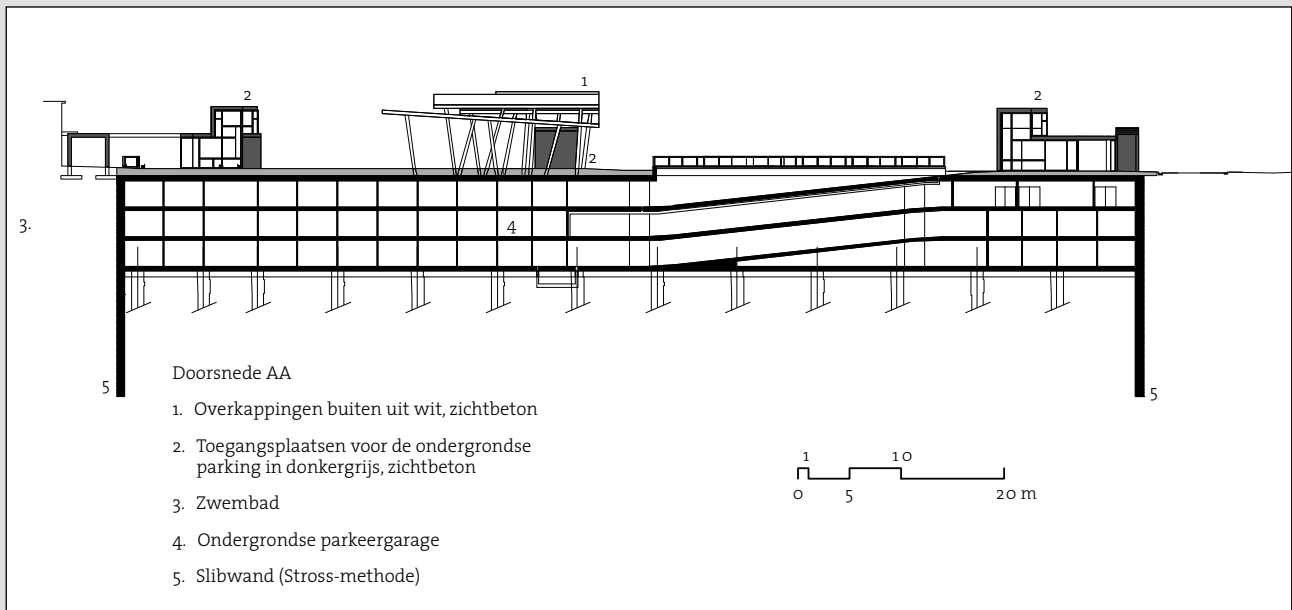 1
2
2
2
3.
4
5
5
Doorsnede AA
1. Overkappingen buiten uit wit, zichtbeton
2. Toegangsplaatsen voor de ondergrondse
parking in donkergrijs, zichtbeton
3. Zwembad
4. Ondergrondse parkeergarage
5. Slibwand (Stross-methode)
1 10
0 5 20 m